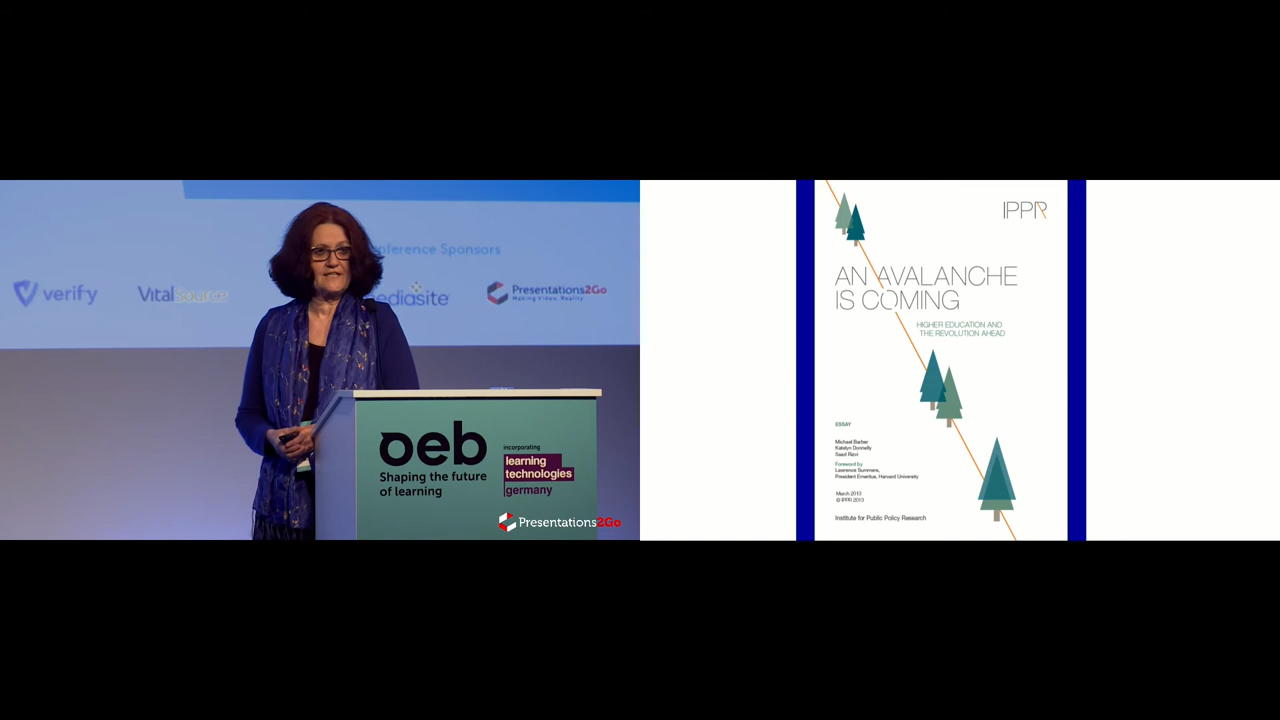 Conference Sponsors
verify
VitalSource
mediasite
Presentations2Go
Making Video, Reality
oeb
Shaping the future
of learning
incorporating
learning
technologies
germany
Presentations2Go
IPPR
AN AVALANCHE
IS COMING
HIGHER EDUCATION AND
THE REVOLUTION AHEAD
ESSAY
Michael Barber
Katelyn Donnelly
Saad Rizvi
Foreword by
Lawrence Summers,
President Emeritus, Harvard University
March 2013
© IPPR 2013
Institute for Public Policy Research